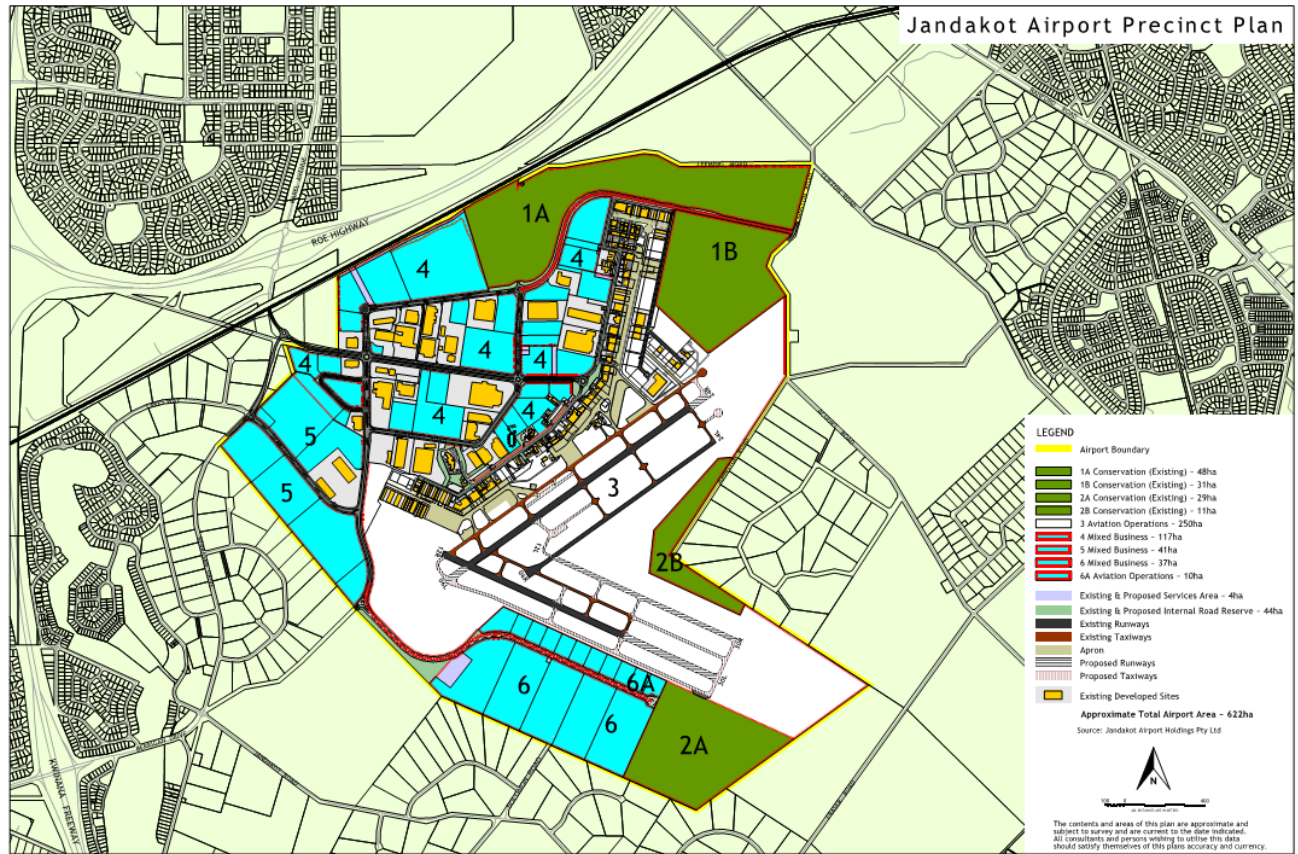 Jandakot Airport Precinct Plan
ROE HIGHWAY
1A
1B
4
4
4
4
4
4
4
5
5
3
2B
6A
6
6
2A
KWINANA FREEWAY
LEGEND
Airport Boundary
1A Conservation (Existing) - 48ha
1B Conservation (Existing) - 31ha
2A Conservation (Existing) - 29ha
2B Conservation (Existing) - 11ha
3 Aviation Operations - 250ha
4 Mixed Business - 117ha
5 Mixed Business - 41ha
6 Mixed Business - 37ha
6A Aviation Operations - 10ha
Existing & Proposed Services Area - 4ha
Existing & Proposed Internal Road Reserve - 44ha
Existing Runways
Existing Taxiways
Apron
Proposed Runways
Proposed Taxiways
Existing Developed Sites
Approximate Total Airport Area - 622ha
Source: Jandakot Airport Holdings Pty Ltd
N
100 0 400
The contents and areas of this plan are approximate and
subject to survey and are current to the date indicated.
All consultants and persons wishing to utilise this data
should satisfy themselves of this plans accuracy and currency.